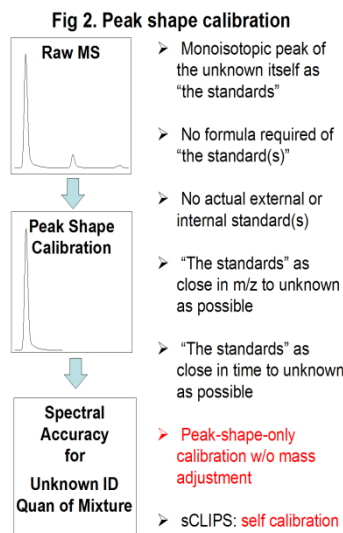 Fig 2. Peak shape calibration
Raw MS
Peak Shape
Calibration
Spectral
Accuracy
for
Unknown ID
Quan of Mixture
➢ Monoisotopic peak of
the unknown itself as
“the standards”
➢ No formula required of
“the standard(s)”
➢ No actual external or
internal standard(s)
➢ “The standards” as
close in m/z to unknown
as possible
➢ “The standards” as
close in time to unknown
as possible
➢ Peak-shape-only
calibration w/o mass
adjustment
➢ sCLIPS: self calibration